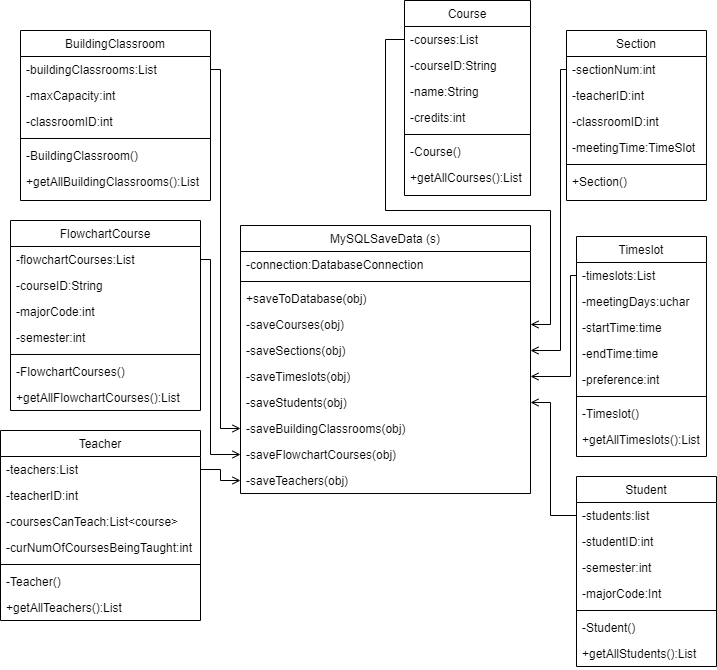 Course
-courses:List
-courseID:String
-name:String
-credits:int
-Course()
+getAllCourses():List
BuildingClassroom
-buildingClassrooms:List
-maxCapacity:int
-classroomID:int
-BuildingClassroom()
+getAllBuildingClassrooms():List
Section
-sectionNum:int
-teacherID:int
-classroomID:int
-meetingTime:TimeSlot
+Section()
FlowchartCourse
-flowchartCourses:List
-courseID:String
-majorCode:int
-semester:int
-FlowchartCourses()
+getAllFlowchartCourses():List
MySQLSaveData (s)
-connection:DatabaseConnection
+saveToDatabase(obj)
-saveCourses(obj)
-saveSections(obj)
-saveTimeslots(obj)
-saveStudents(obj)
-saveBuildingClassrooms(obj)
-saveFlowchartCourses(obj)
-saveTeachers(obj)
Timeslot
-timeslots:List
-meetingDays:uchar
-startTime:time
-endTime:time
-preference:int
-Timeslot()
+getAllTimeslots():List
Teacher
-teachers:List
-teacherID:int
-coursesCanTeach:List<course>
-curNumOfCoursesBeingTaught:int
-Teacher()
+getAllTeachers():List
Student
-students:list
-studentID:int
-semester:int
-majorCode:Int
-Student()
+getAllStudents():List